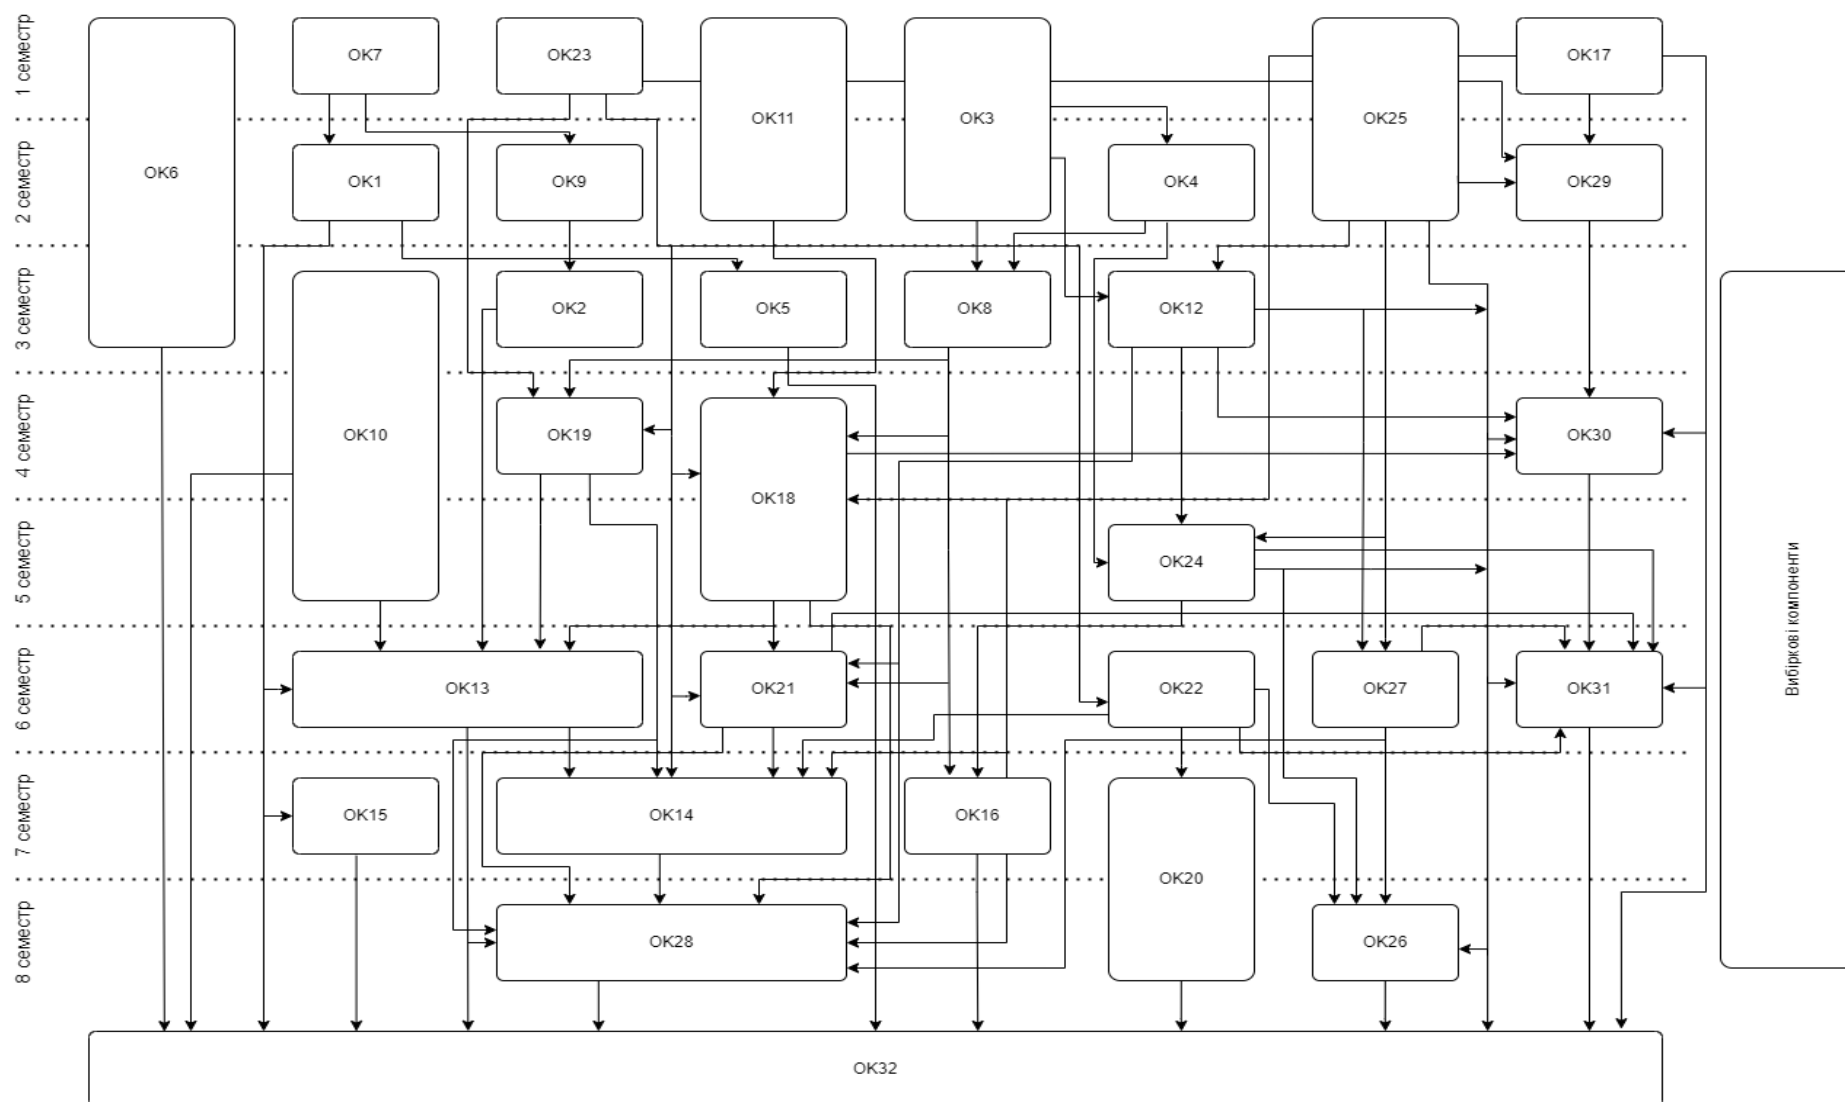 1 семестр
ОК7
ОК23
ОК17
ОК11
ОК3
ОК25
2 семестр
ОК6
ОК1
ОК9
ОК4
ОК29
3 семестр
ОК2
ОК5
ОК8
ОК12
4 семестр
ОК10
ОК19
ОК30
ОК18
5 семестр
ОК24
Вибіркові компоненти
6 семестр
ОК13
ОК21
ОК22
ОК27
ОК31
7 семестр
ОК15
ОК14
ОК16
ОК20
8 семестр
ОК28
ОК26
ОК32